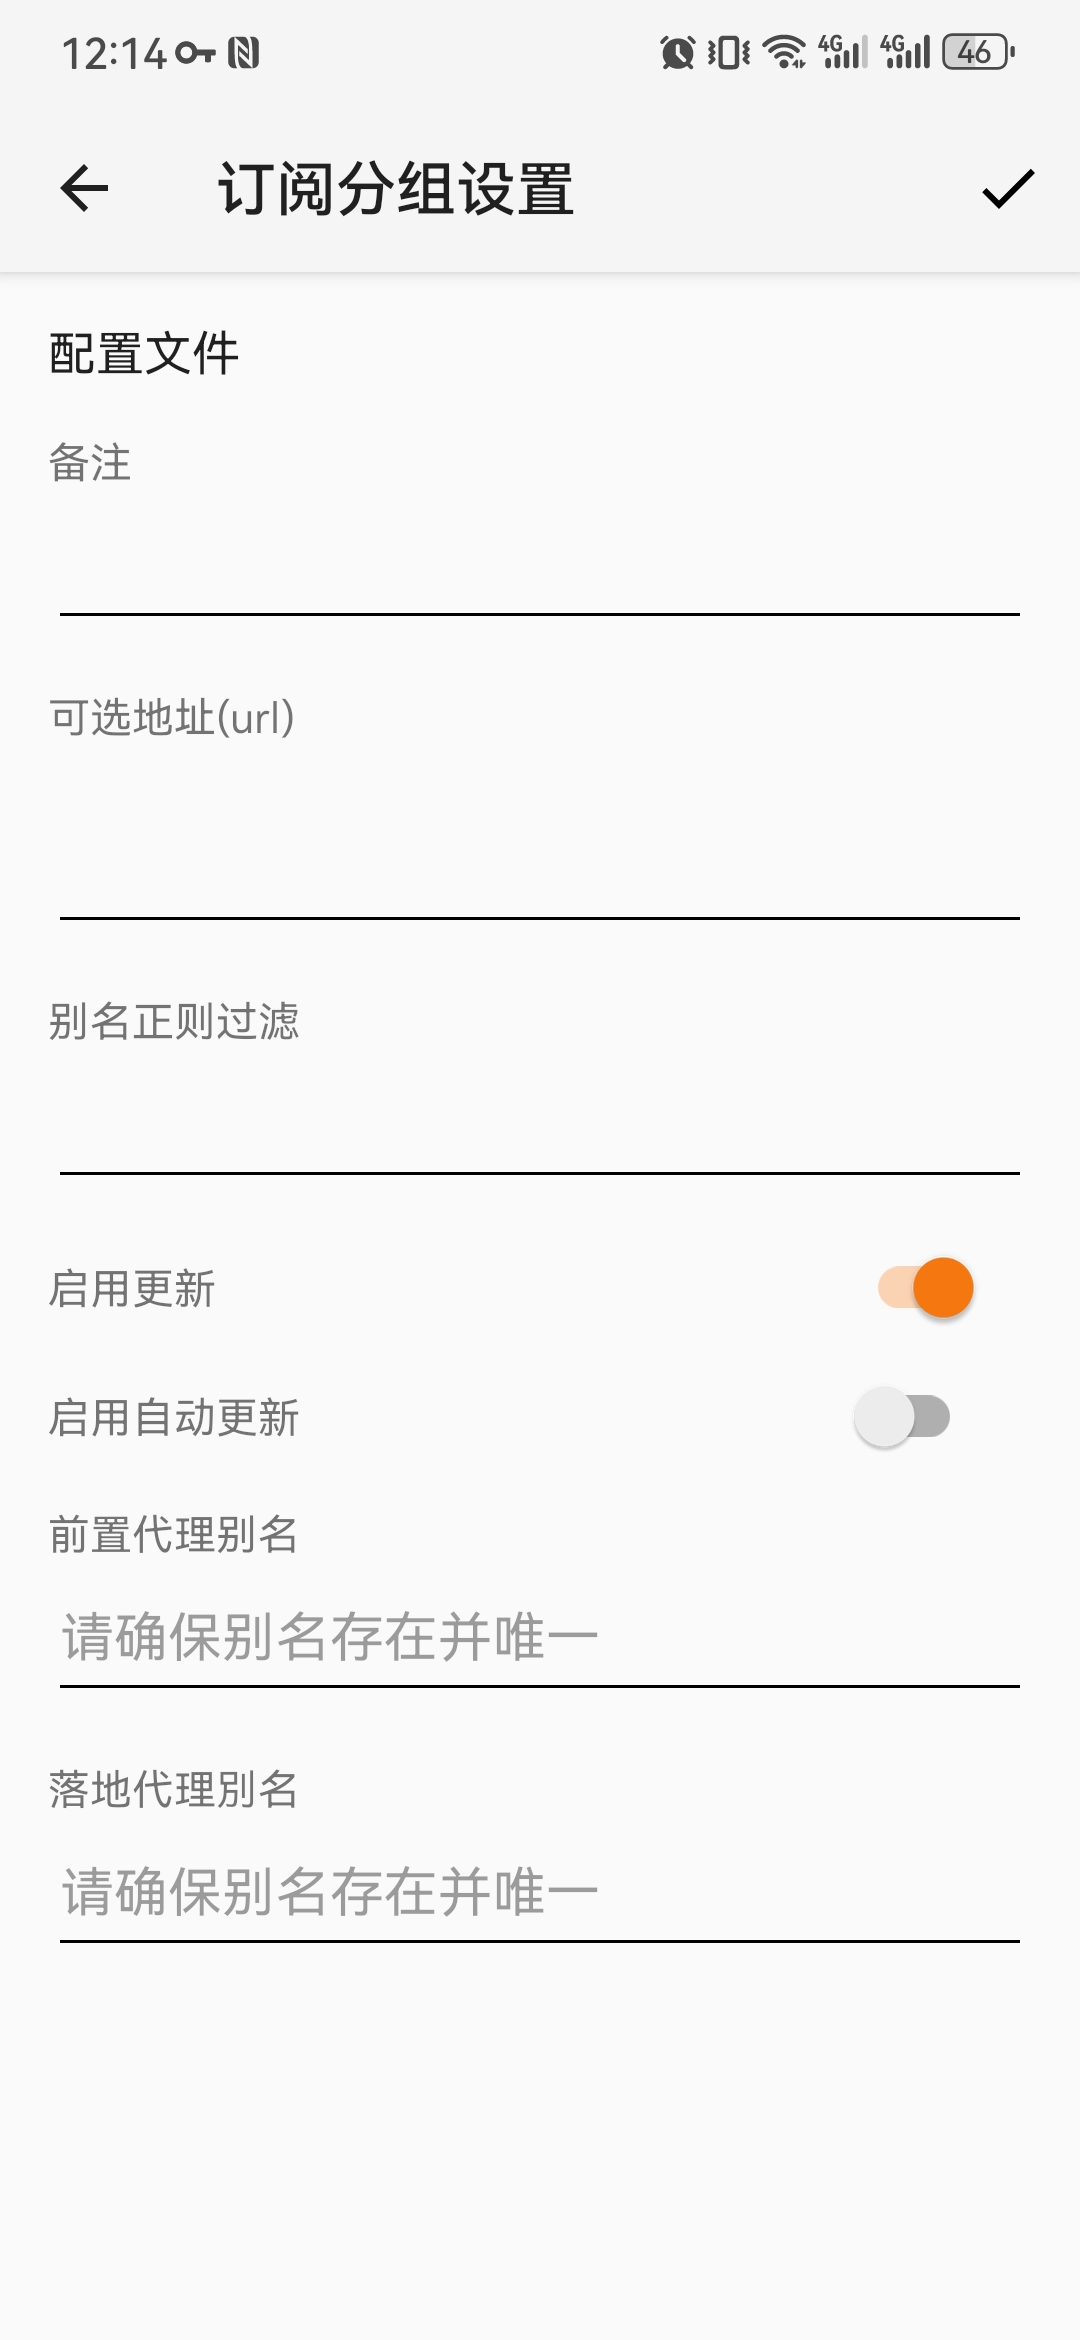 12:14 4G 4G 46
订阅分组设置
配置文件
备注
可选地址(url)
别名正则过滤
启用更新
启用自动更新
前置代理别名
请确保别名存在并唯一
落地代理別名
请确保别名存在并唯一